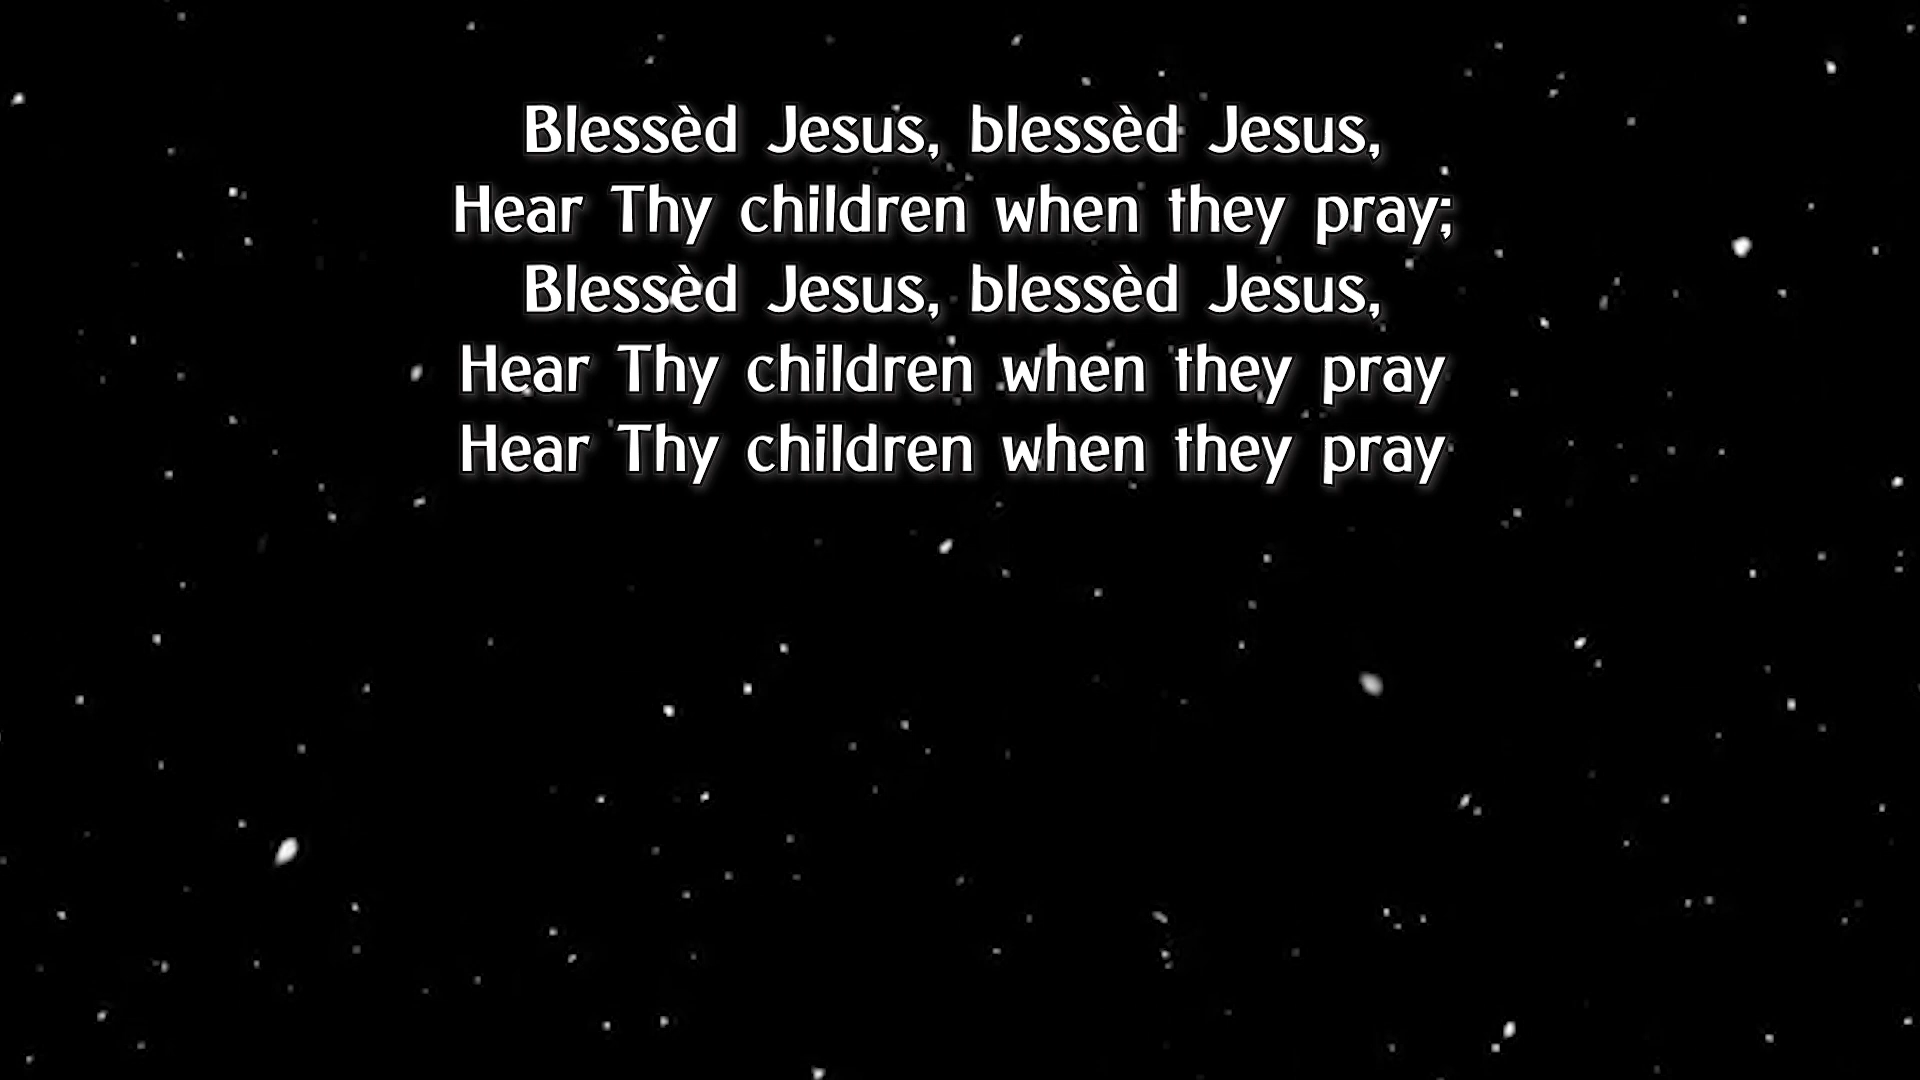 Blessèd Jesus, blessèd Jesus,
Hear Thy children when they pray;
Blessèd Jesus, blessèd Jesus,
Hear Thy children when they pray
Hear Thy children when they pray